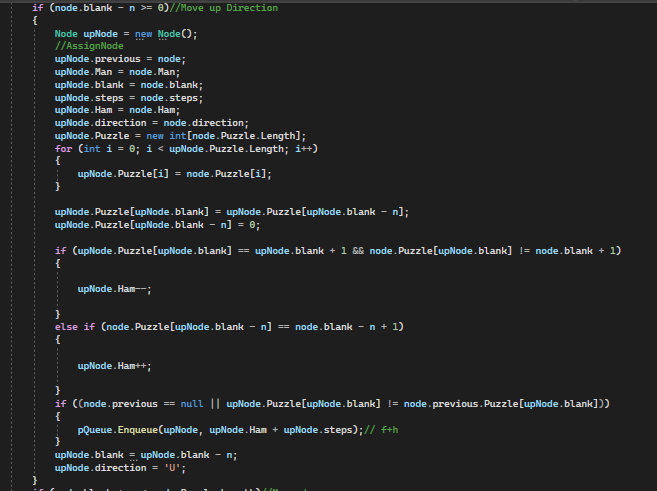 if (node.blank - n >= 0)//Move up Direction
{
Node upNode = new Node();
//AssignNode
upNode.previous = node;
upNode.Man = node.Man;
upNode.blank = node.blank;
upNode.steps = node.steps;
upNode.Ham = node.Ham;
upNode.direction = node.direction;
upNode.Puzzle = new int[node.Puzzle.Length];
for (int i = 0; i < upNode.Puzzle.Length; i++)
{
upNode.Puzzle[i] = node.Puzzle[i];
}
upNode.Puzzle[upNode.blank] = upNode.Puzzle[upNode.blank - n];
upNode.Puzzle[upNode.blank - n] = 0;
if (upNode.Puzzle[upNode.blank] == upNode.blank + 1 && node.Puzzle[upNode.blank] != node.blank + 1)
{
upNode.Ham--;
}
else if (node.Puzzle[upNode.blank - n] == node.blank - n + 1)
{
upNode.Ham++;
}
if ((node.previous == null || upNode.Puzzle[upNode.blank] != node.previous.Puzzle[upNode.blank]))
{
pQueue.Enqueue(upNode, upNode.Ham + upNode.steps);// f+h
}
upNode.blank = upNode.blank - n;
upNode.direction = 'U';
}